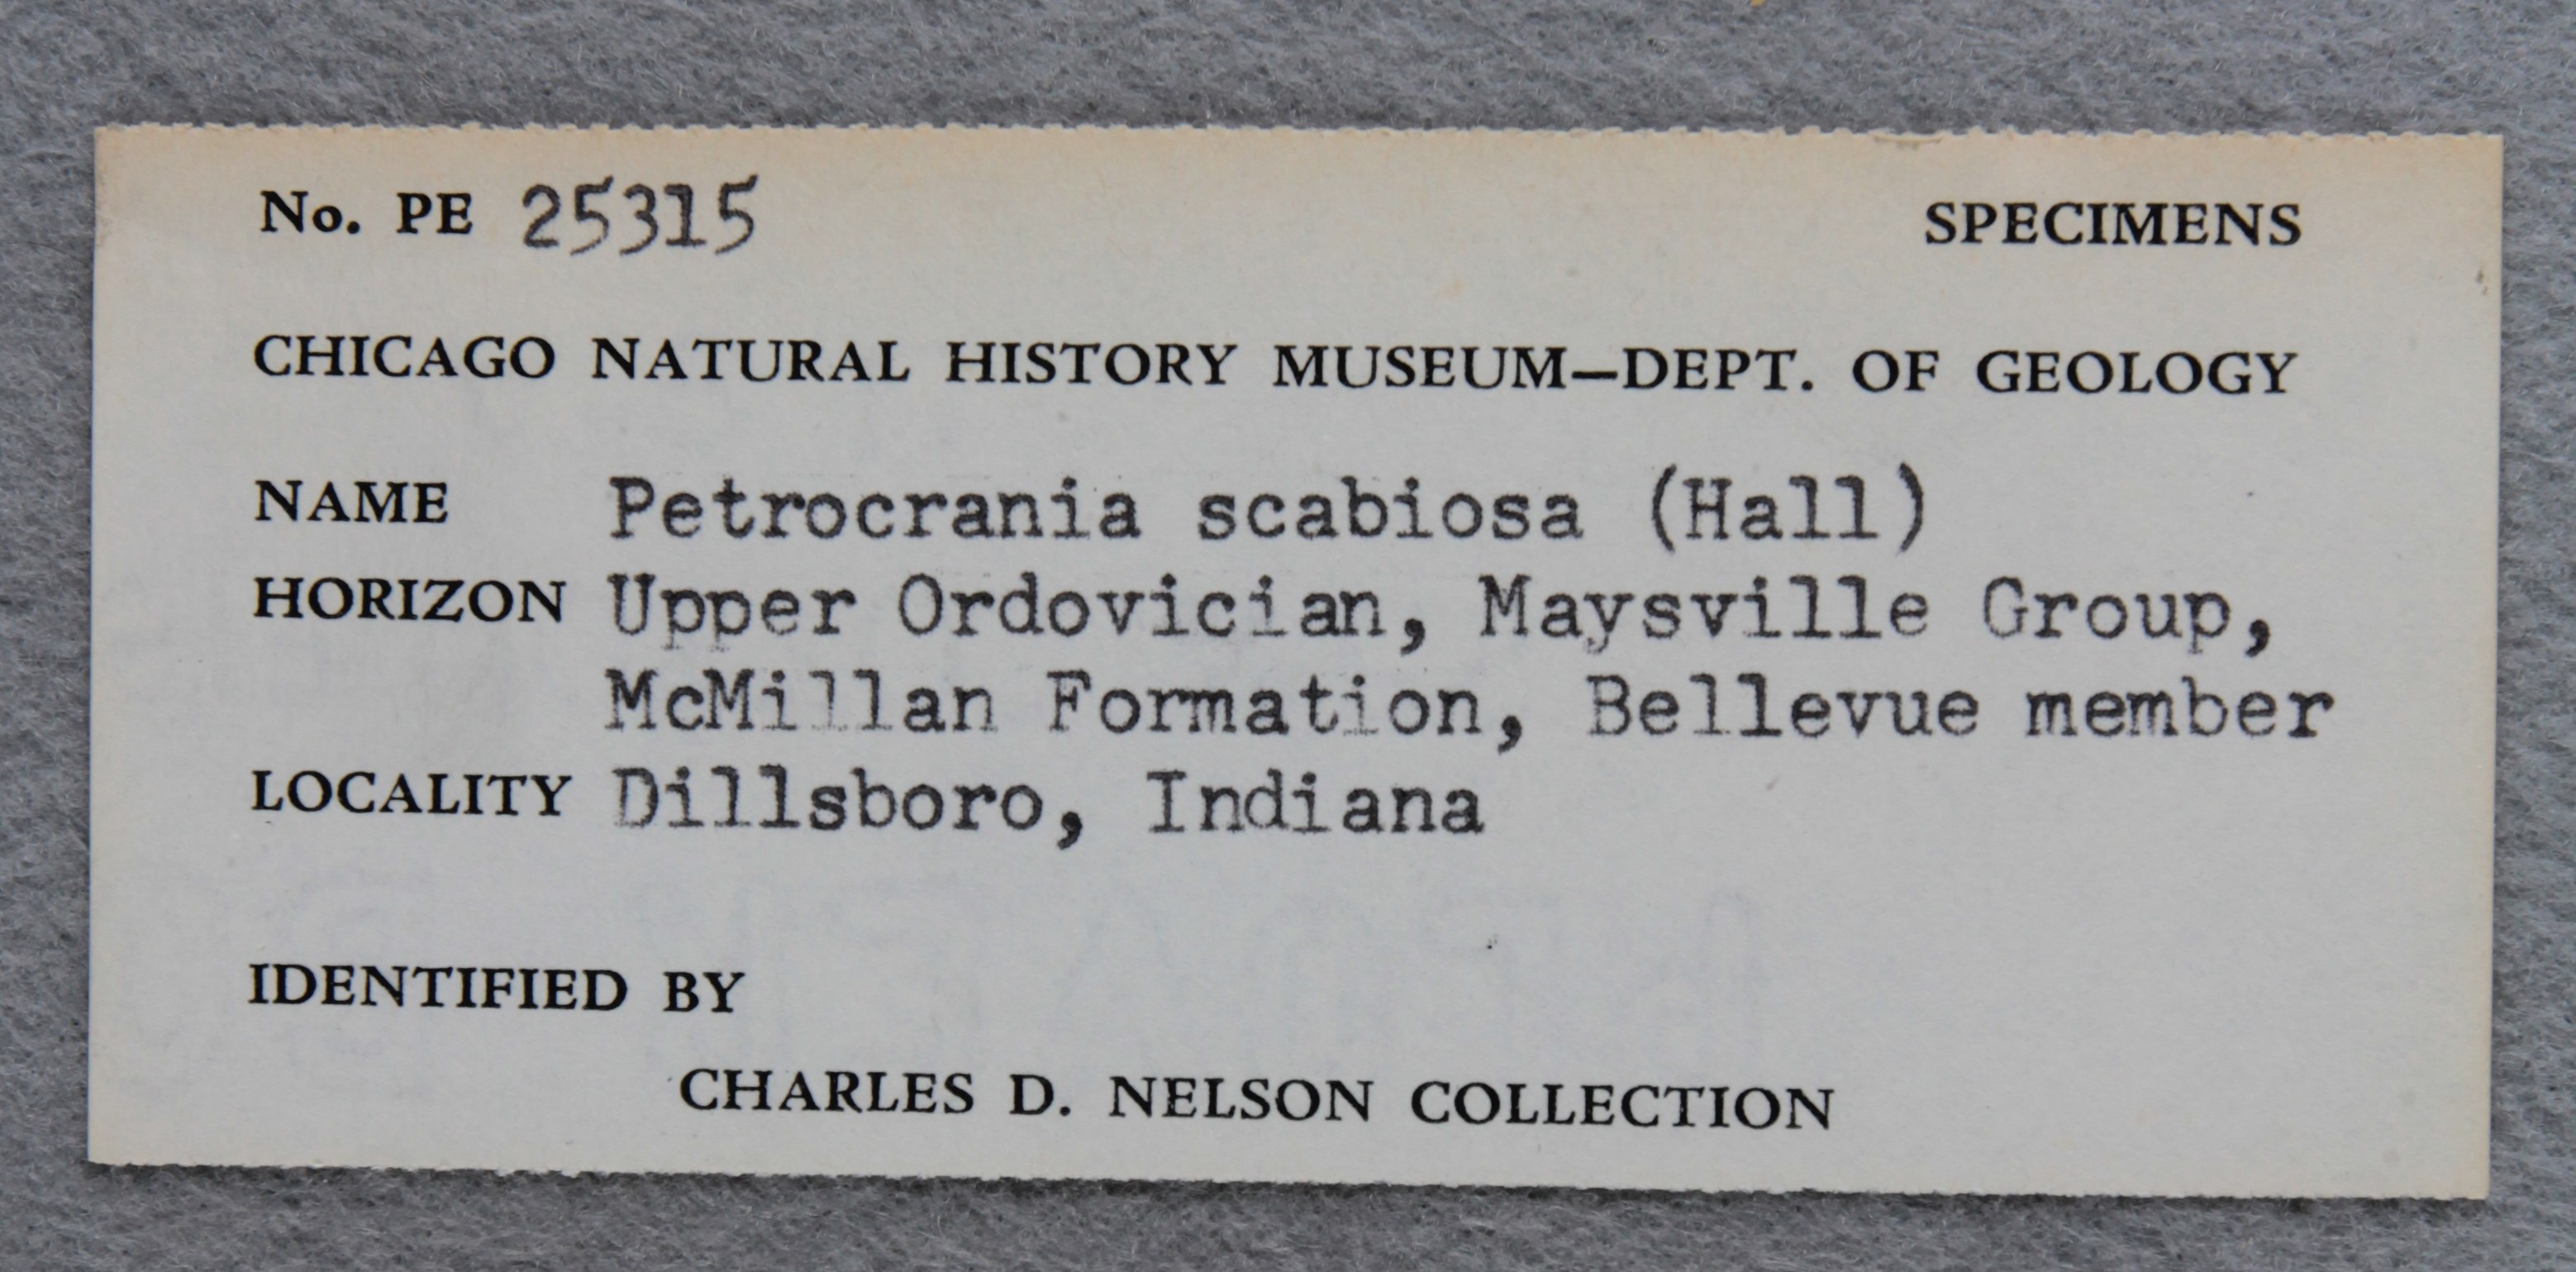 No. PE 25315 SPECIMENS
CHICAGO NATURAL HISTORY MUSEUM—DEPT. OF GEOLOGY
NAME Petrocrania scabiosa (Hall)
HORIZON Upper Ordovician, Maysville Group,
McMillan Formation, Bellevue member
LOCALITY Dillsboro, Indiana
IDENTIFIED BY
CHARLES D. NELSON COLLECTION